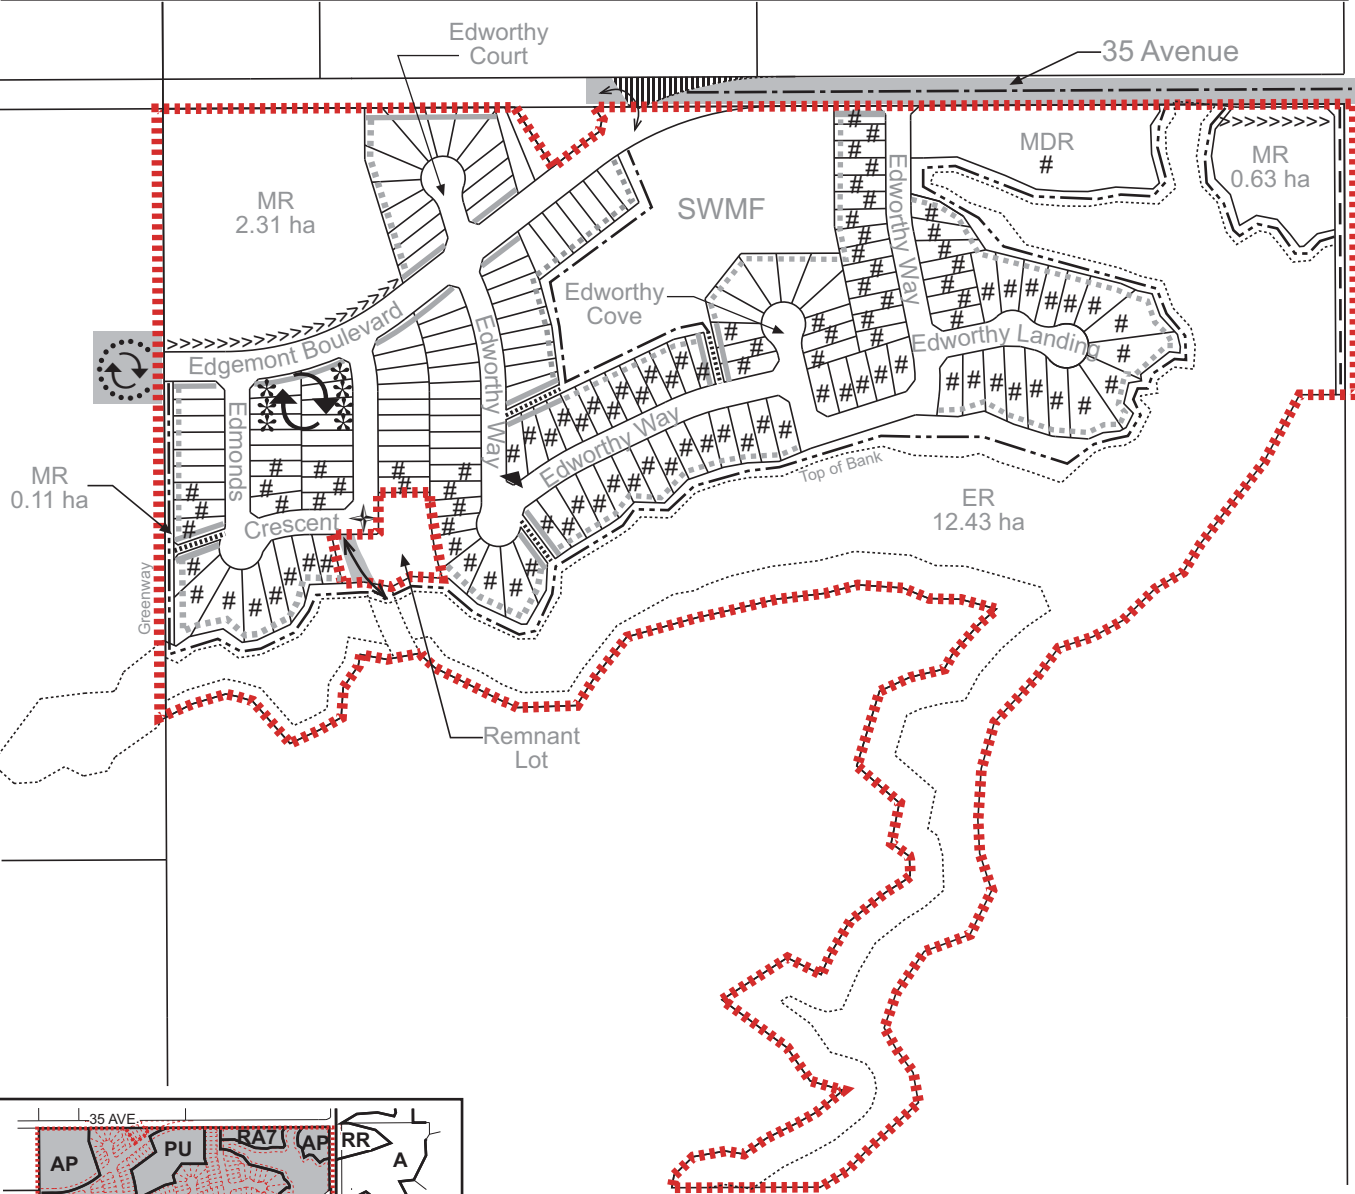 Edworthy
Court
35 Avenue
MR
2.31 ha
SWMF
MDR
#
MR
0.63 ha
Edworthy Way
Edworthy
Cove
Edgemont Boulevard
Edworthy Way
Edworthy Landing
Edmonds
Crescent
Edworthy Way
Top of Bank
MR
0.11 ha
ER
12.43 ha
Greenway
Remnant
Lot
35 AVE.
AP
PU
RA7
AP
RR
A